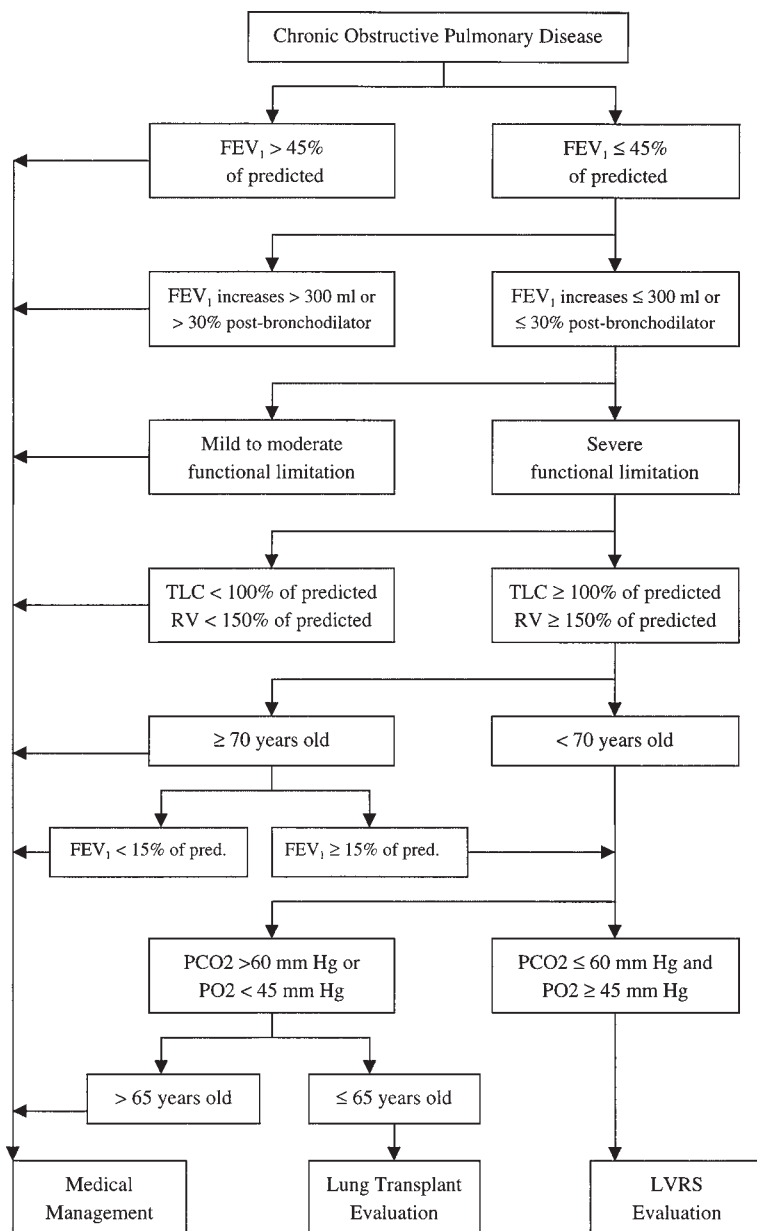 Chronic Obstructive Pulmonary Disease
FEV₁ > 45%
of predicted
FEV₁ ≤ 45%
of predicted
FEV₁ increases > 300 ml or
> 30% post-bronchodilator
FEV₁ increases ≤ 300 ml or
≤ 30% post-bronchodilator
Mild to moderate
functional limitation
Severe
functional limitation
TLC < 100% of predicted
RV < 150% of predicted
TLC ≥ 100% of predicted
RV ≥ 150% of predicted
≥ 70 years old
< 70 years old
FEV₁ < 15% of pred.
FEV₁ ≥ 15% of pred.
PCO2 >60 mm Hg or
PO2 < 45 mm Hg
PCO2 ≤ 60 mm Hg and
PO2 ≥ 45 mm Hg
> 65 years old
≤ 65 years old
Medical
Management
Lung Transplant
Evaluation
LVRS
Evaluation